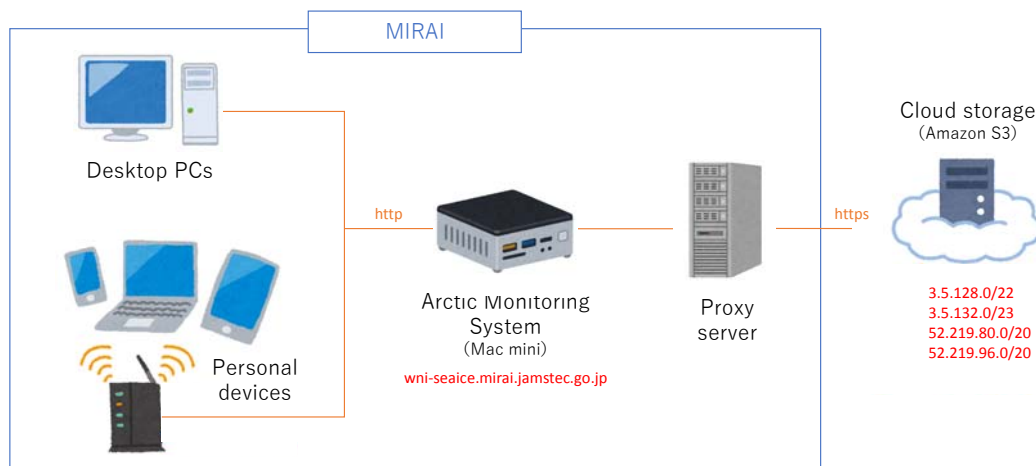 MIRAI
Desktop PCs
Personal
devices
http
Arctic Monitoring
System
(Mac mini)
wni-seaice.mirai.jamstec.go.jp
Proxy
server
https
Cloud storage
(Amazon S3)
3.5.128.0/22
3.5.132.0/23
52.219.80.0/20
52.219.96.0/20